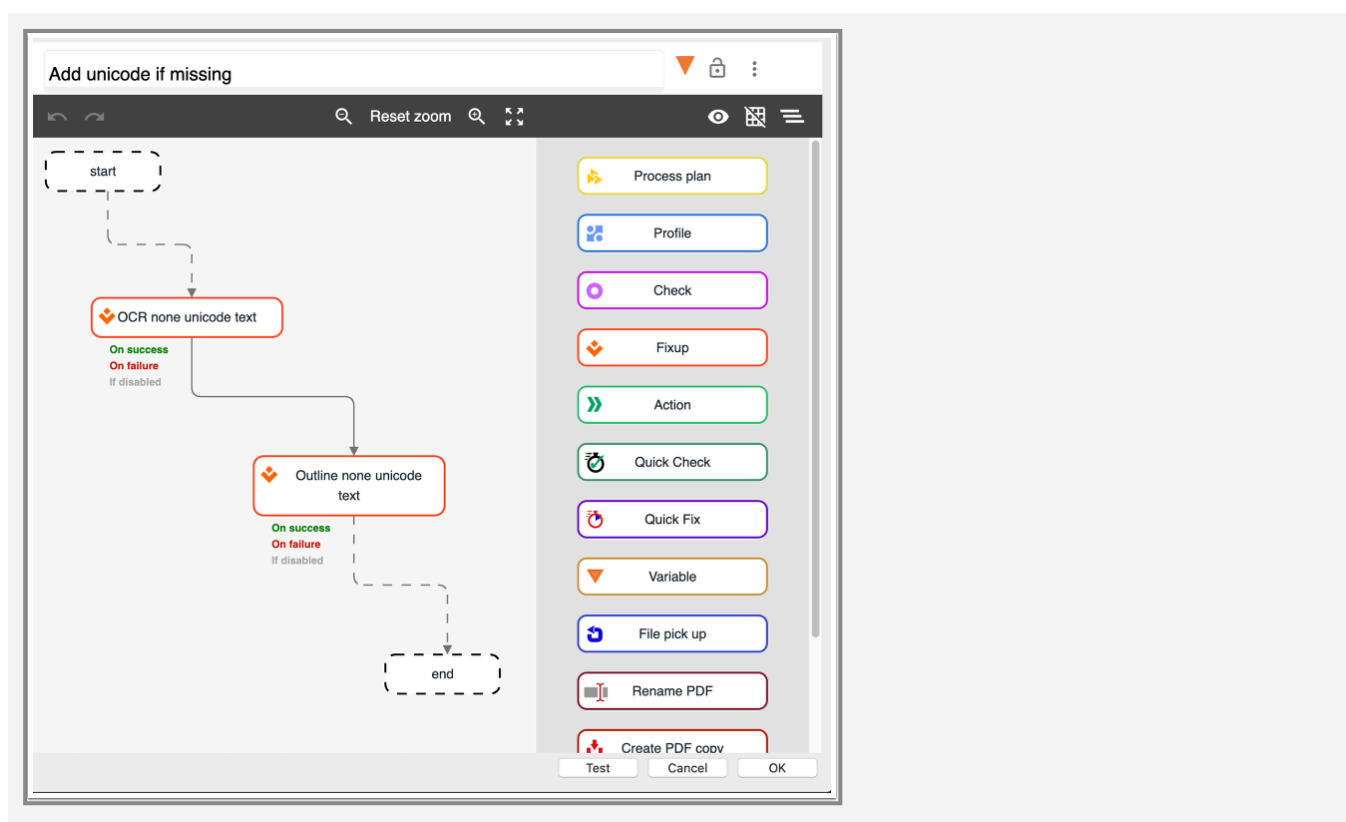 Add unicode if missing
Reset zoom
start
OCR none unicode text
On success
On failure
If disabled
Outline none unicode
text
On success
On failure
If disabled
end
Process plan
Profile
Check
Fixup
Action
Quick Check
Quick Fix
Variable
File pick up
Rename PDF
Create PDF copy
Test
Cancel
OK